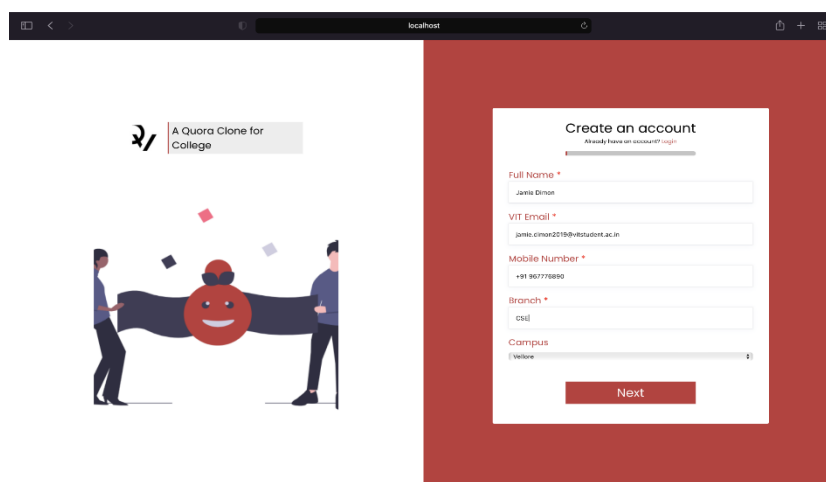 localhost
A Quora Clone for
College
Create an account
Already have an account? Login
Full Name *
Jamie Dimon
VIT Email *
jamie.dimon2019@vitstudent.ac.in
Mobile Number *
+91 967776890
Branch *
CSE
Campus
Vellore
Next